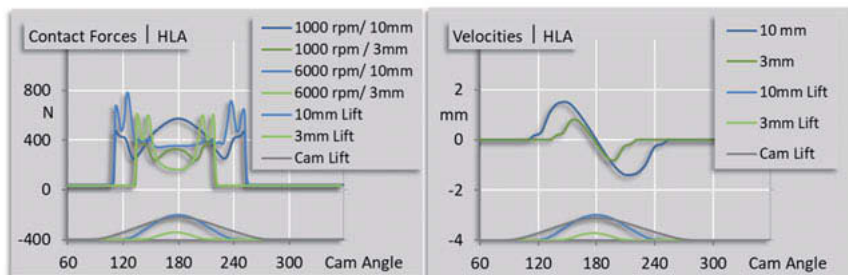 Contact Forces | HLA
1000 rpm/ 10mm
1000 rpm / 3mm
6000 rpm/ 10mm
6000 rpm/ 3mm
10mm Lift
3mm Lift
Cam Lift
800
N
400
0
-400
60 120 180 240 300 Cam Angle
Velocities | HLA
10 mm
3mm
10mm Lift
3mm Lift
Cam Lift
2
mm
0
-2
-4
60 120 180 240 300 Cam Angle